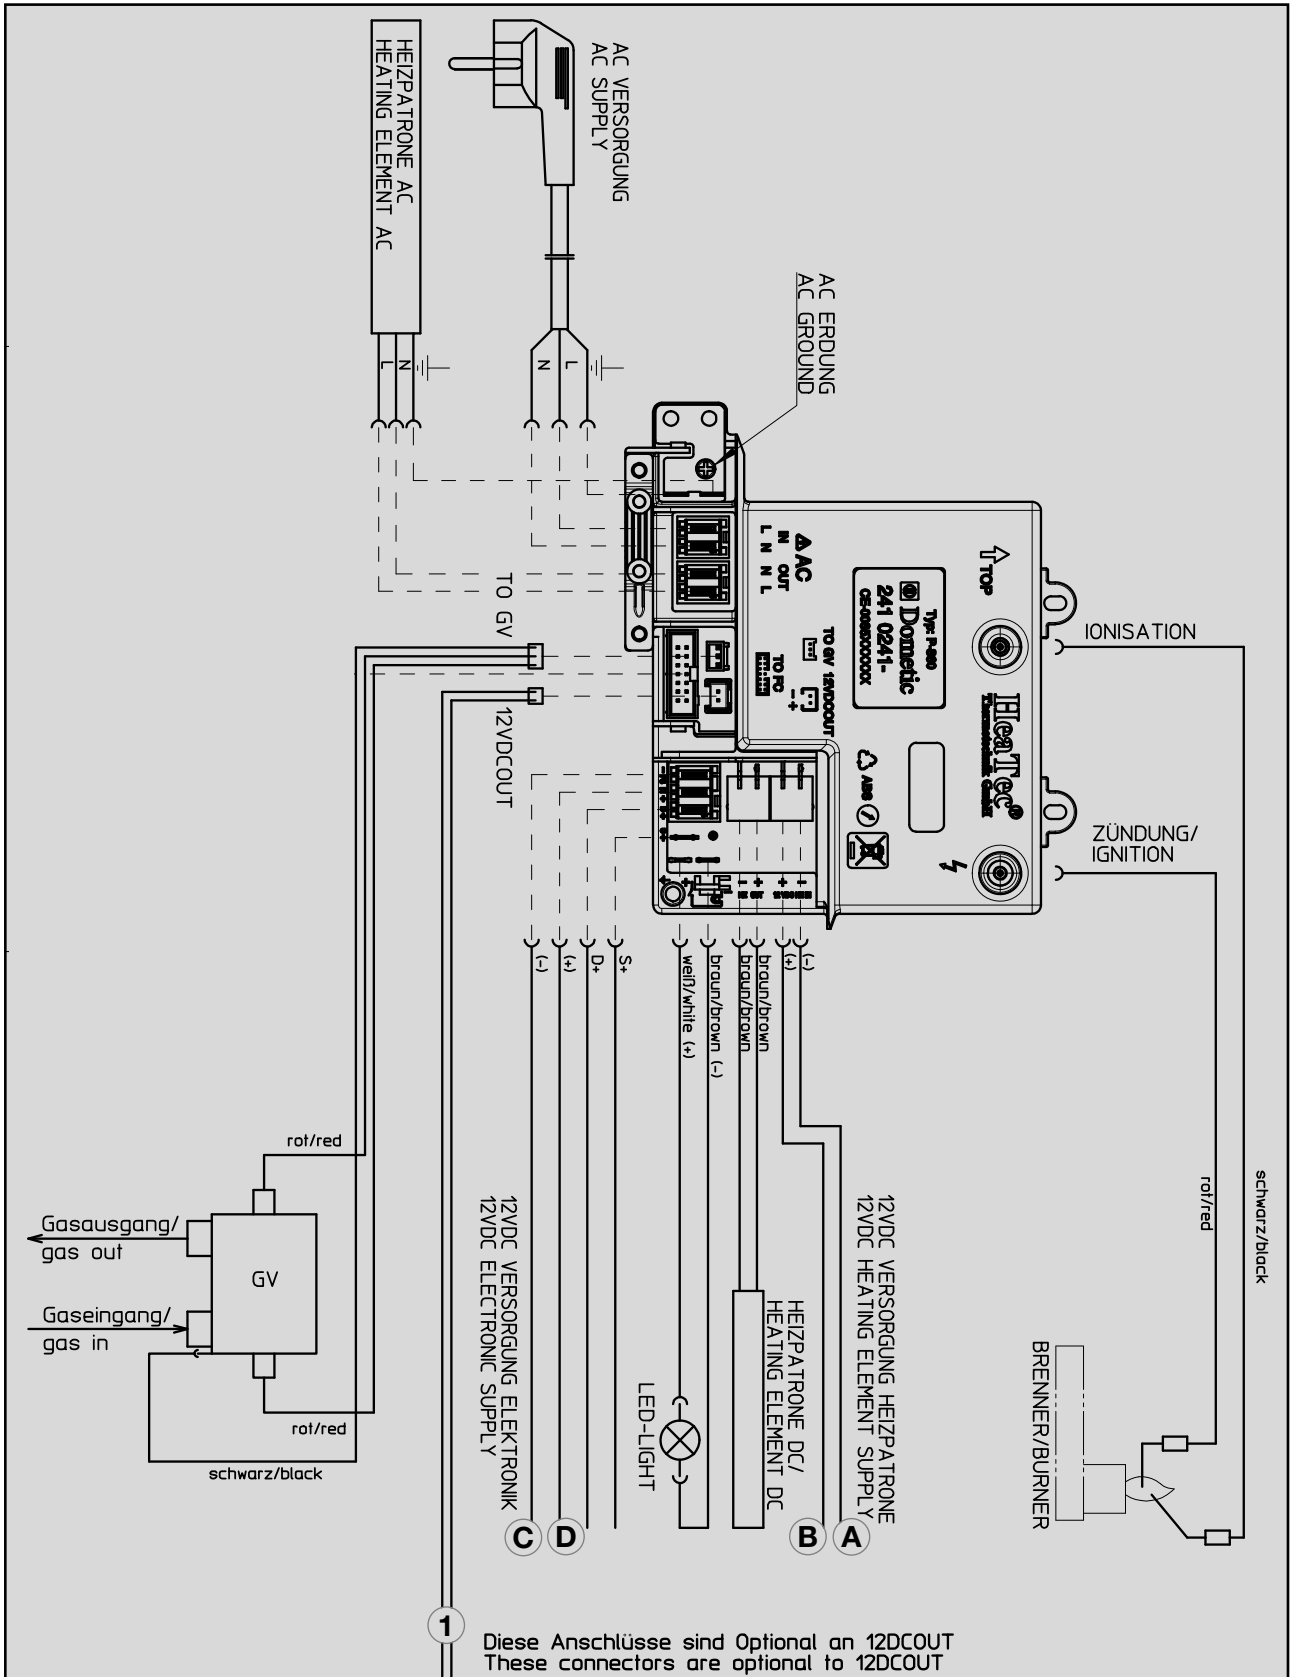 HEIZPATRONE AC
HEATING ELEMENT AC
AC VERSORGUNG
AC SUPPLY
AC ERDUNG
AC GROUND
L
N
N
L
TO GV
12VDCOUT
AC
IN OUT
L N N L
TO GV 12VDCOUT
TO FC
- +
Dometic
241 0241-
TOP
HeaTec®
Thermotechnik GmbH
ABS
IONISATION
ZÜNDUNG/
IGNITION
(-)
(+)
D+
S+
weiß/white (+)
braun/brown (-)
braun/brown
braun/brown
(+)
(-)
rot/red
schwarz/black
rot/red
Gasausgang/
gas out
GV
Gaseingang/
gas in
rot/red
schwarz/black
12VDC VERSORGUNG ELEKTRONIK
12VDC ELECTRONIC SUPPLY
LED-LIGHT
HEIZPATRONE DC/
HEATING ELEMENT DC
12VDC VERSORGUNG HEIZPATRONE
12VDC HEATING ELEMENT SUPPLY
BRENNER/BURNER
C
D
B
A
1
Diese Anschlüsse sind Optional an 12DCOUT
These connectors are optional to 12DCOUT